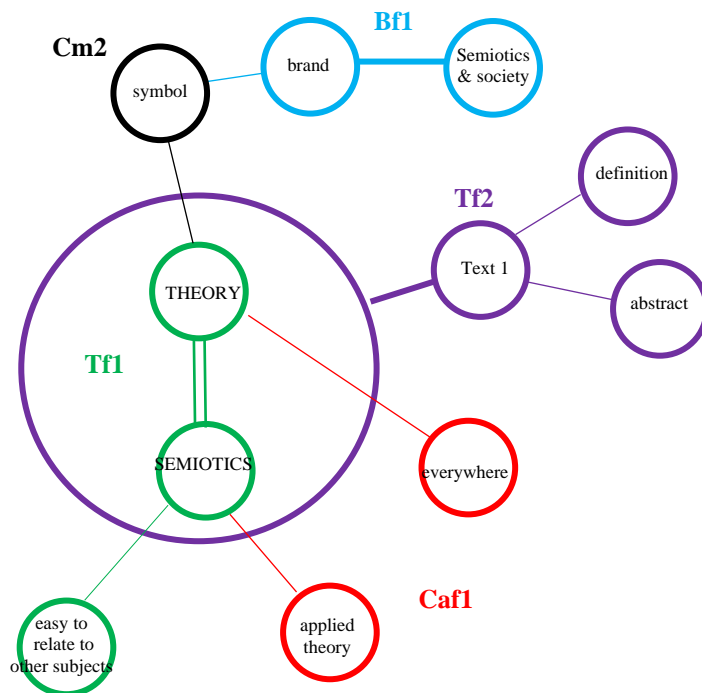 Bf1
Cm2
brand
Semiotics
& society
symbol
definition
Tf2
Text 1
THEORY
abstract
Tf1
SEMIOTICS
everywhere
Caf1
easy to
relate to
other subjects
applied
theory